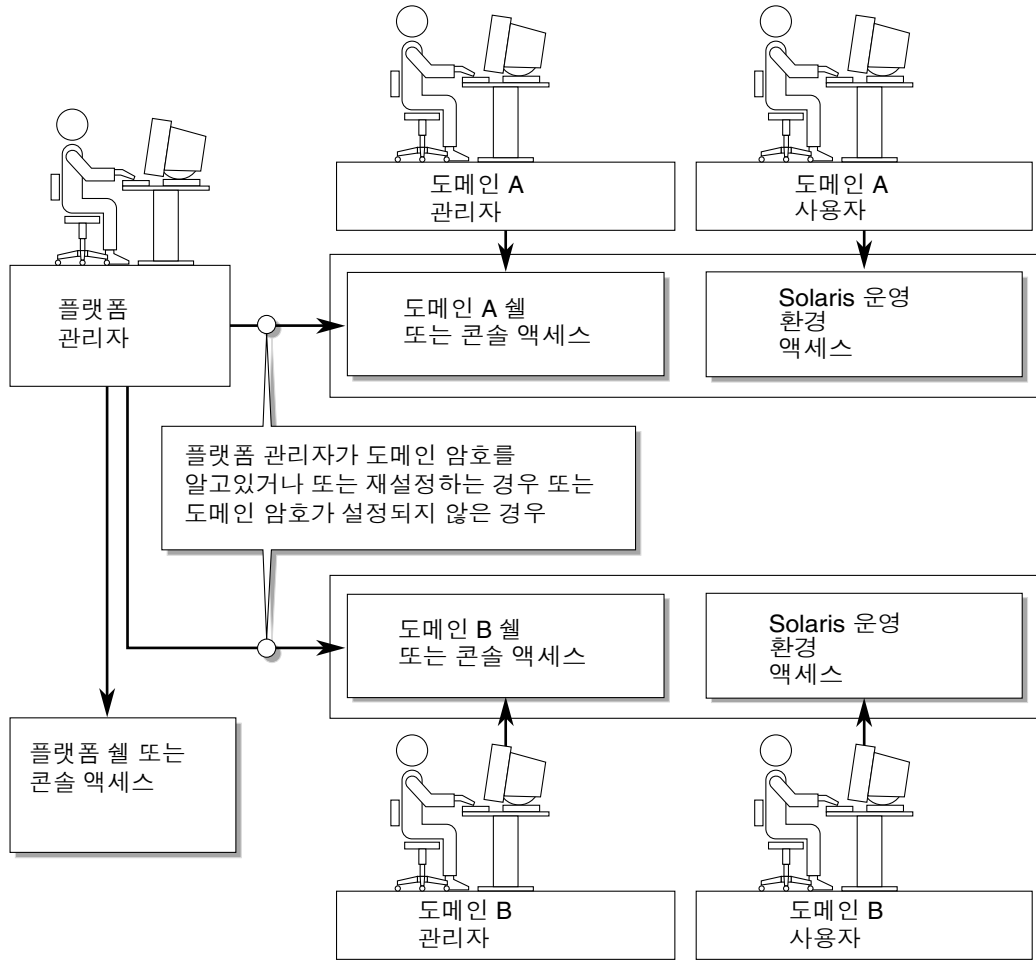 도메인 A
관리자
도메인 A
사용자
플랫폼
관리자
도메인 A 쉘
또는 콘솔 액세스
Solaris 운영
환경
액세스
플랫폼 관리자가 도메인 암호를
알고있거나 또는 재설정하는 경우 또는
도메인 암호가 설정되지 않은 경우
도메인 B 쉘
또는 콘솔 액세스
Solaris 운영
환경
액세스
플랫폼 쉘 또는
콘솔 액세스
도메인 B
관리자
도메인 B
사용자